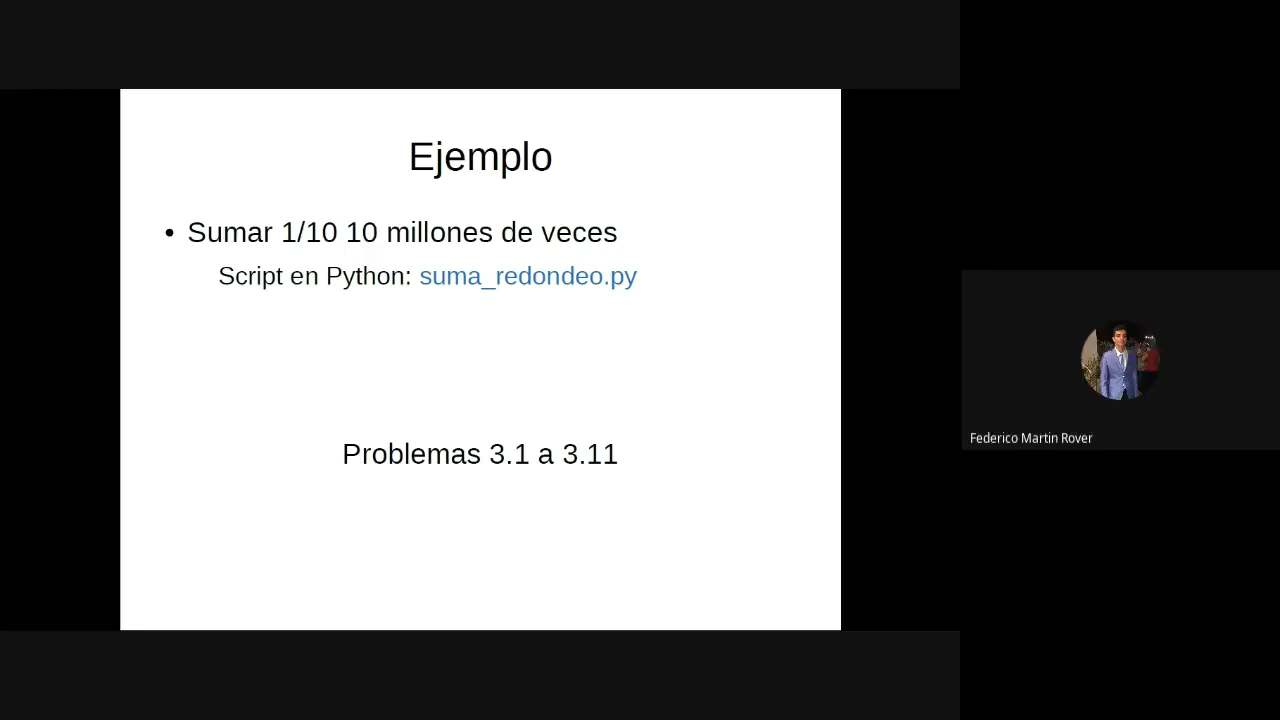 Ejemplo
• Sumar 1/10 10 millones de veces
Script en Python: suma_redondeo.py
Problemas 3.1 a 3.11
Federico Martin Rover